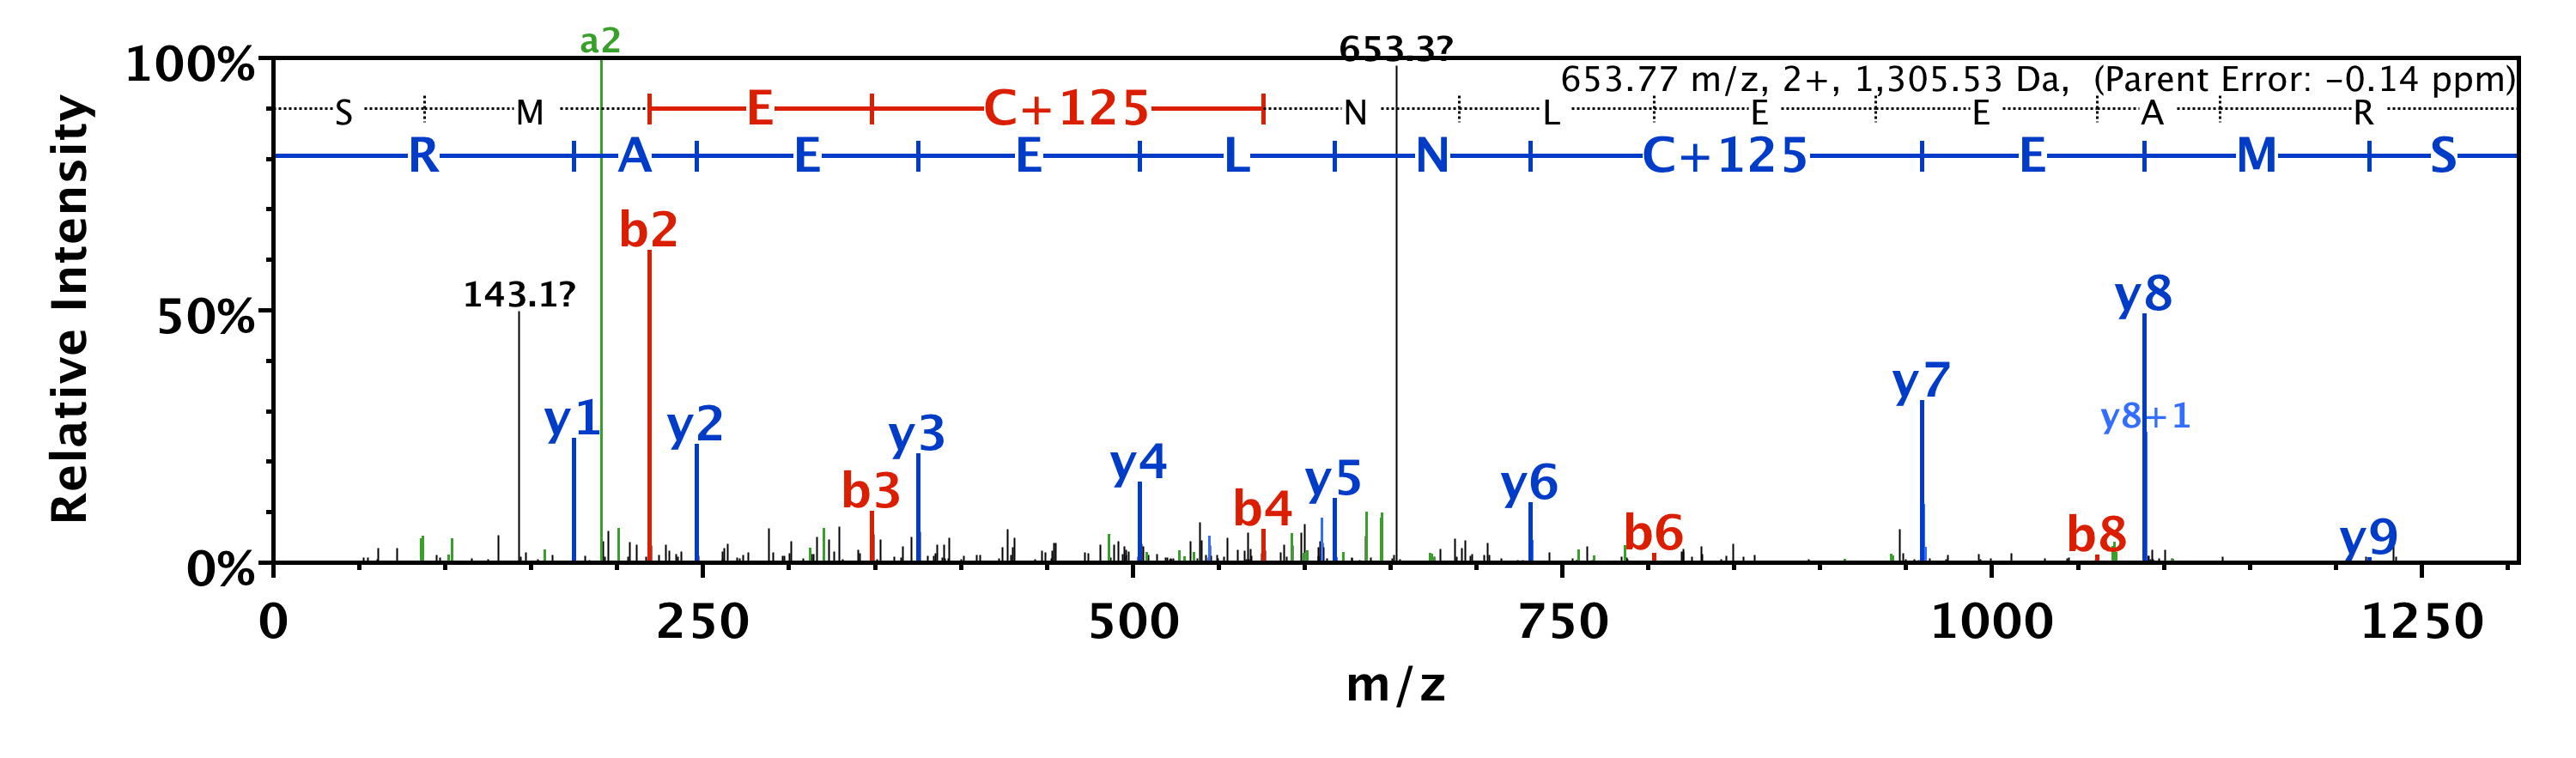 a2
653.3?
100%
653.77 m/z, 2+, 1,305.53 Da, (Parent Error: −0.14 ppm)
S M E C+125 N L E E A R
R A E E L N C+125 E M S
b2
143.1?
50%
y8
y7
y8+1
y1
y2
y3
y4
y5
y6
b3
b4
b6
b8
y9
0%
0 250 500 750 1000 1250
m/z
Relative Intensity